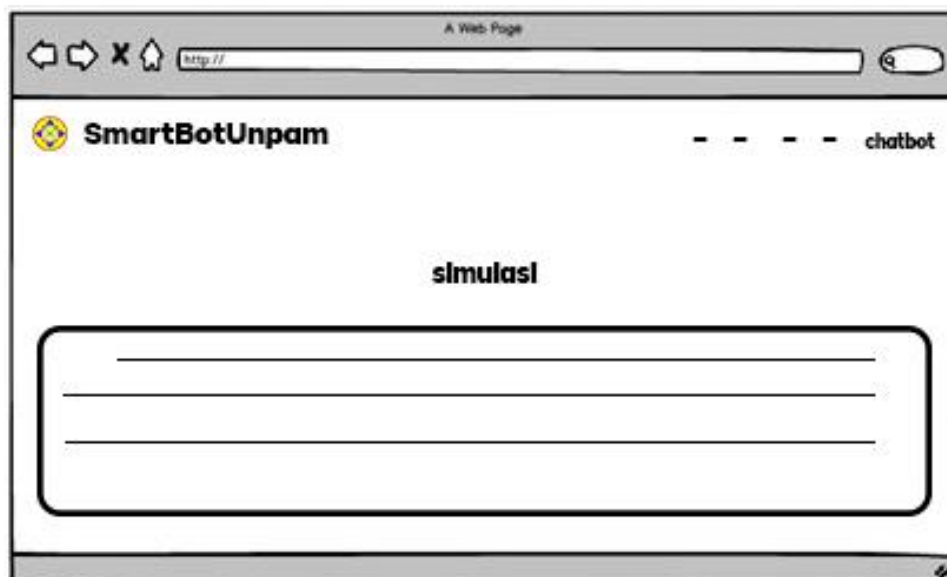 A Web Page
http://
SmartBotUnpam
- - - - chatbot
simulasi